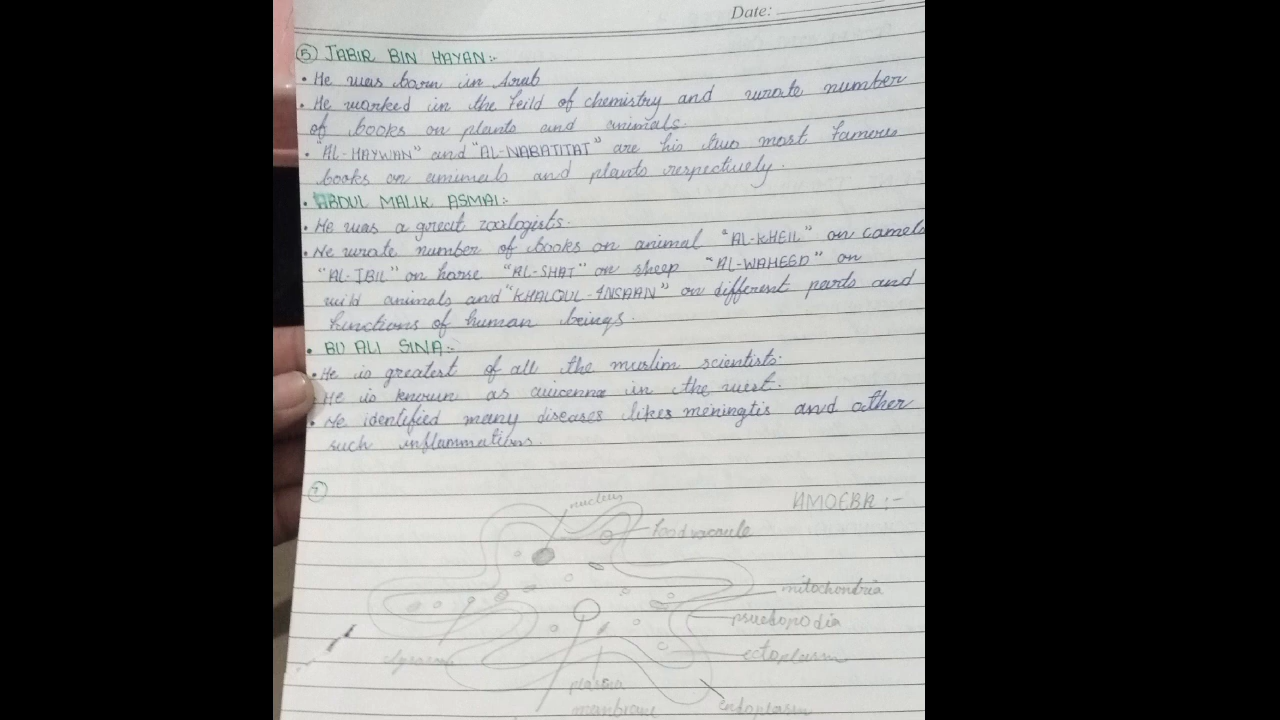 Date:
5 JABIR BIN HAYAN:-
• He was born in Arab
• He worked in the feild of chemistry and wrote number
of books on plants and animals.
• "AL-HAYWAN" and "AL-NABATITAT" are his two most famous
books on animals and plants respectively.
• ABDUL MALIK ASMAI:-
• He was a great zoologists.
• He wrote number of books on animal "AL-KHEIL" on camels
"AL-IBIL" on horse "AL-SHAT" on sheep "AL-WAHEED" on
wild animals and "KHALQUL-INSAAN" on different parts and
functions of human beings.
• BU ALI SINA:-
• He is greatest of all the muslim scientists.
• He is known as avicenna in the west.
• He identified many diseases likes meningtis and other
such inflammations.
7
nucleus
AMOEBA:-
food vacoule
mitochondria
psuedopodia
ectoplasm
plasma
membrane
endoplasm